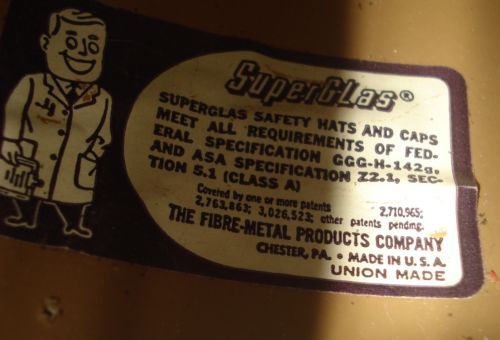 SuperGlas®
SUPERGLAS SAFETY HATS AND CAPS
MEET ALL REQUIREMENTS OF FED-
ERAL SPECIFICATION GGG-H-142g,
AND ASA SPECIFICATION Z2.1, SEC-
TION 5.1 (CLASS A)
Covered by one or more patents 2,710,965;
2,763,863; 3,026,523; other patents pending.
THE FIBRE-METAL PRODUCTS COMPANY
CHESTER, PA. • MADE IN U.S.A.
UNION MADE